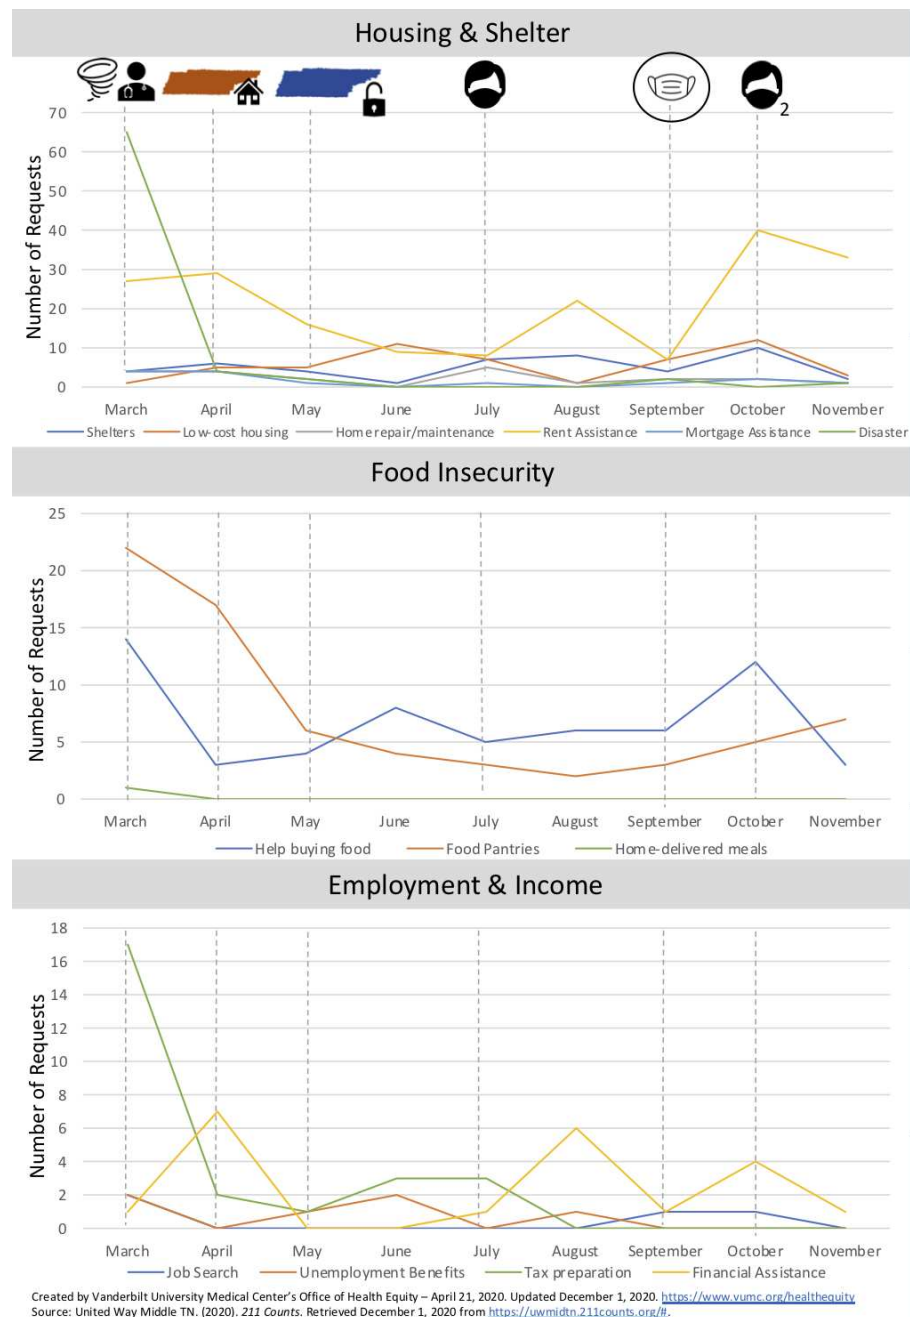 Housing & Shelter
2
70
60
50
40
30
20
10
0
Number of Requests
March April May June July August September October November
Shelters Low-cost housing Home repair/maintenance Rent Assistance Mortgage Assistance Disaster
Food Insecurity
25
20
15
10
5
0
Number of Requests
March April May June July August September October November
Help buying food Food Pantries Home-delivered meals
Employment & Income
18
16
14
12
10
8
6
4
2
0
Number of Requests
March April May June July August September October November
Job Search Unemployment Benefits Tax preparation Financial Assistance
Created by Vanderbilt University Medical Center's Office of Health Equity – April 21, 2020. Updated December 1, 2020. https://www.vumc.org/healthequity
Source: United Way Middle TN. (2020). 211 Counts. Retrieved December 1, 2020 from https://uwmidtn.211counts.org/#.